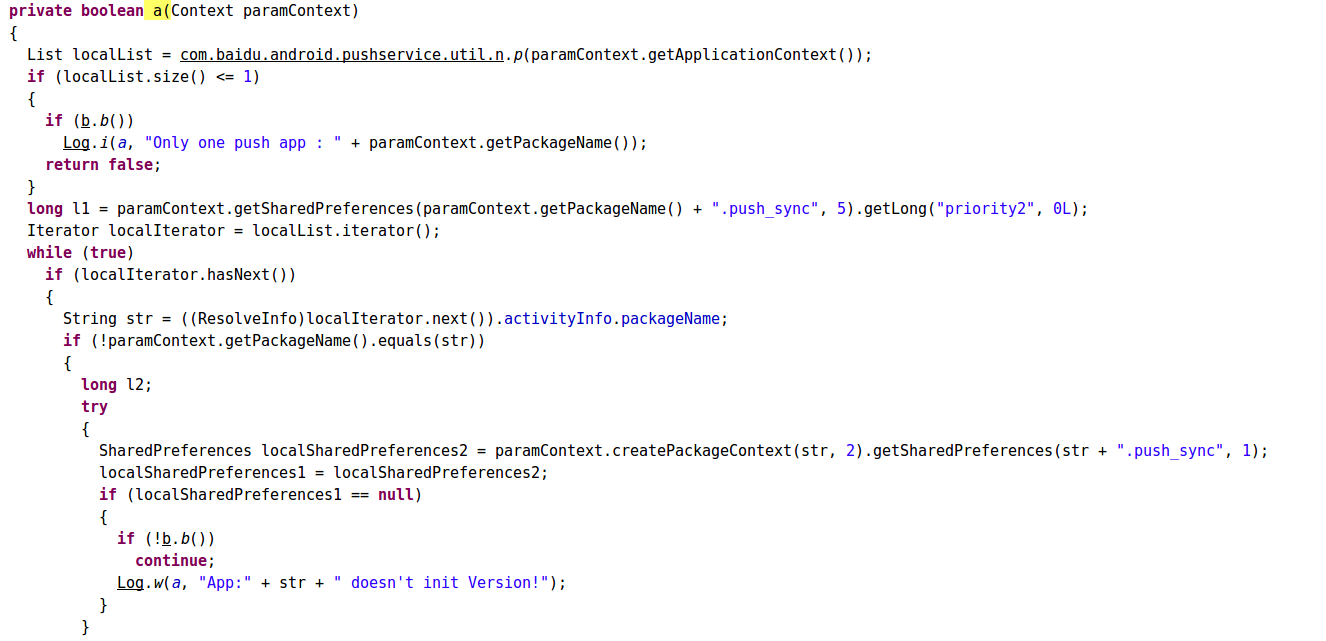 private boolean a(Context paramContext)
{
  List localList = com.baidu.android.pushservice.util.n.p(paramContext.getApplicationContext());
  if (localList.size() <= 1)
  {
    if (b.b())
      Log.i(a, "Only one push app : " + paramContext.getPackageName());
    return false;
  }
  long l1 = paramContext.getSharedPreferences(paramContext.getPackageName() + ".push_sync", 5).getLong("priority2", 0L);
  Iterator localIterator = localList.iterator();
  while (true)
    if (localIterator.hasNext())
    {
      String str = ((ResolveInfo)localIterator.next()).activityInfo.packageName;
      if (!paramContext.getPackageName().equals(str))
      {
        long l2;
        try
        {
          SharedPreferences localSharedPreferences2 = paramContext.createPackageContext(str, 2).getSharedPreferences(str + ".push_sync", 1);
          localSharedPreferences1 = localSharedPreferences2;
          if (localSharedPreferences1 == null)
          {
            if (!b.b())
              continue;
            Log.w(a, "App:" + str + " doesn't init Version!");
          }
        }